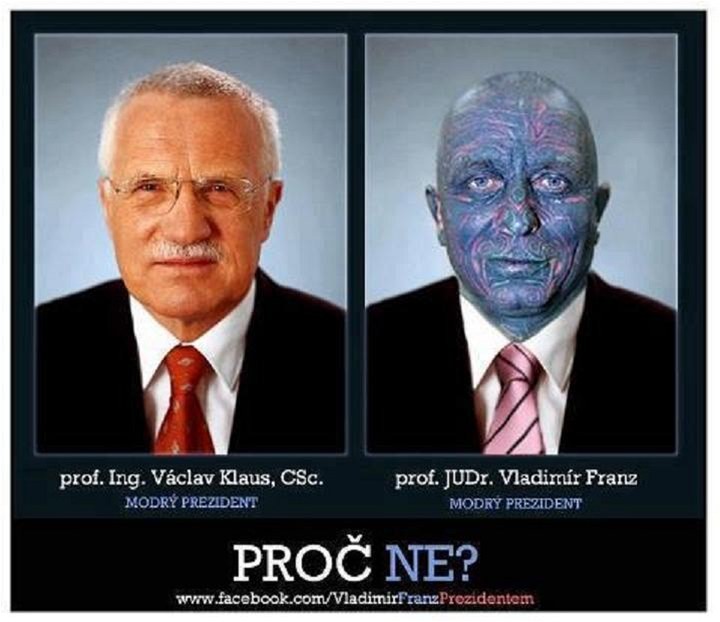 prof. Ing. Václav Klaus, CSc.
MODRÝ PREZIDENT
prof. JUDr. Vladimír Franz
MODRÝ PREZIDENT
PROČ NE?
www.facebook.com/VladimirFranzPrezidentem